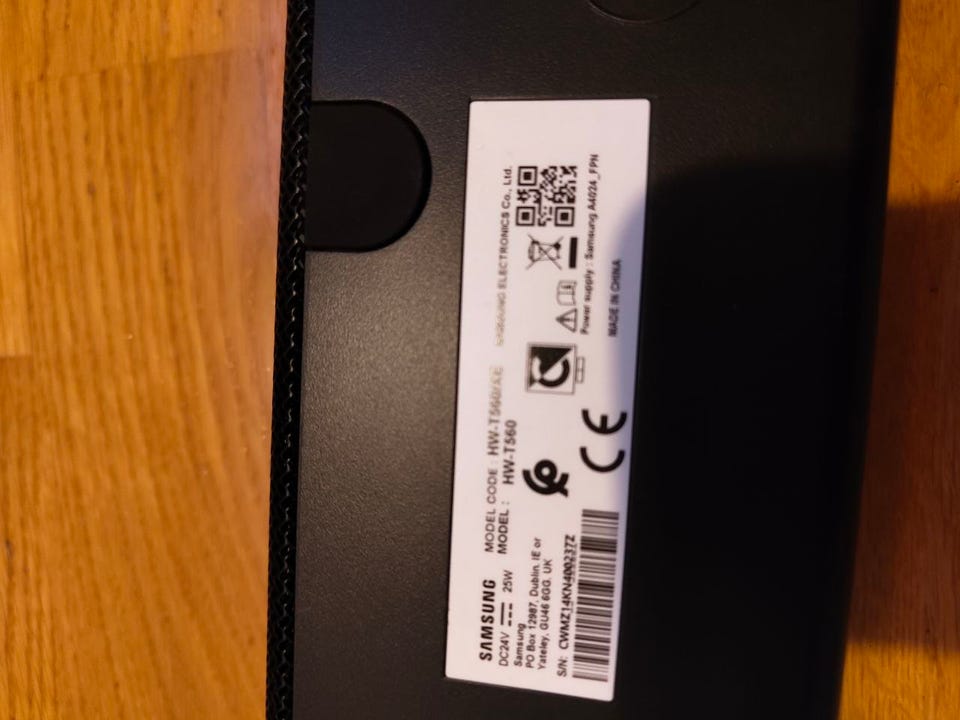 SAMSUNG
DC24V 25W
MODEL CODE : HW-T560/XE
MODEL : HW-T560
SAMSUNG ELECTRONICS Co., Ltd.
Samsung
PO Box 12987, Dublin. IE or
Yateley, GU46 6GG. UK
S/N: CWMZ14KN400237Z
CE
Power supply : Samsung A4024_FPN
MADE IN CHINA